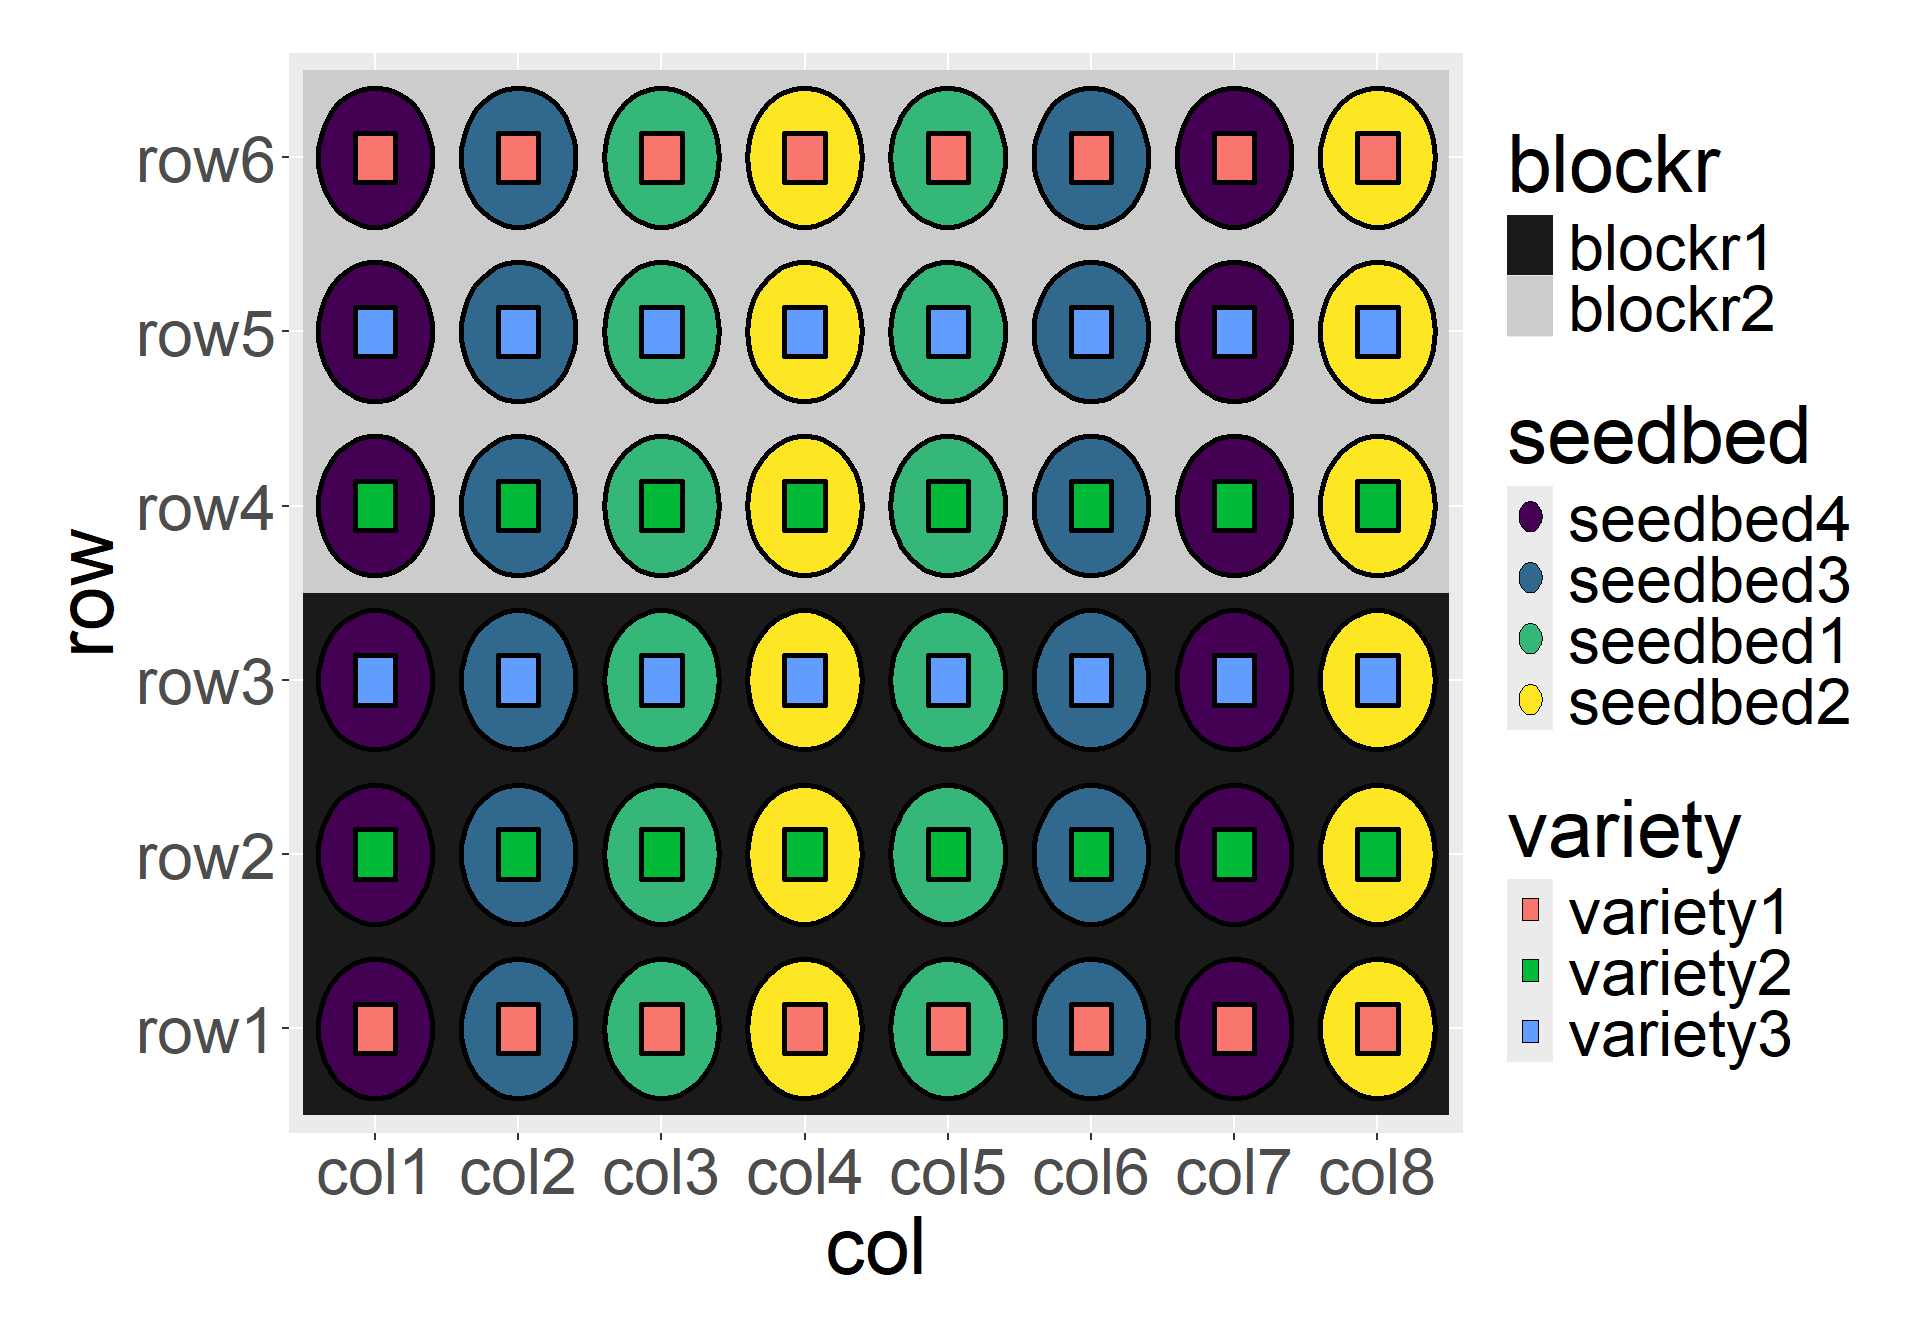 row6
row5
row4
row3
row2
row1
row
col1 col2 col3 col4 col5 col6 col7 col8
col
blockr
blockr1
blockr2
seedbed
seedbed4
seedbed3
seedbed1
seedbed2
variety
variety1
variety2
variety3